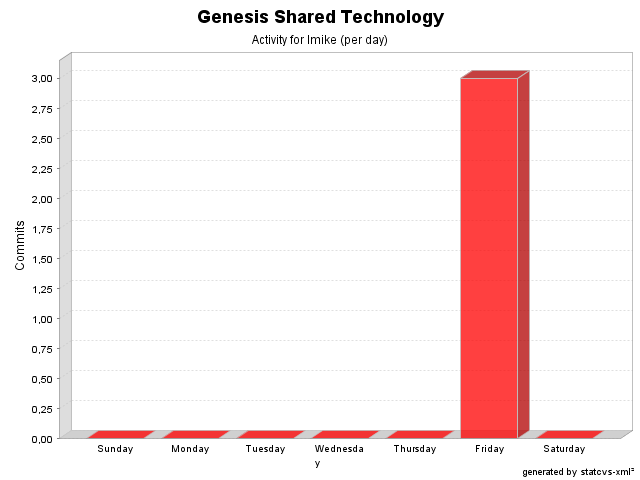 Genesis Shared Technology
Activity for lmike (per day)
3,00
2,75
2,50
2,25
2,00
1,75
1,50
1,25
1,00
0,75
0,50
0,25
0,00
Commits
Sunday
Monday
Tuesday
Wednesda
y
Thursday
Friday
Saturday
generated by statcvs-xml²